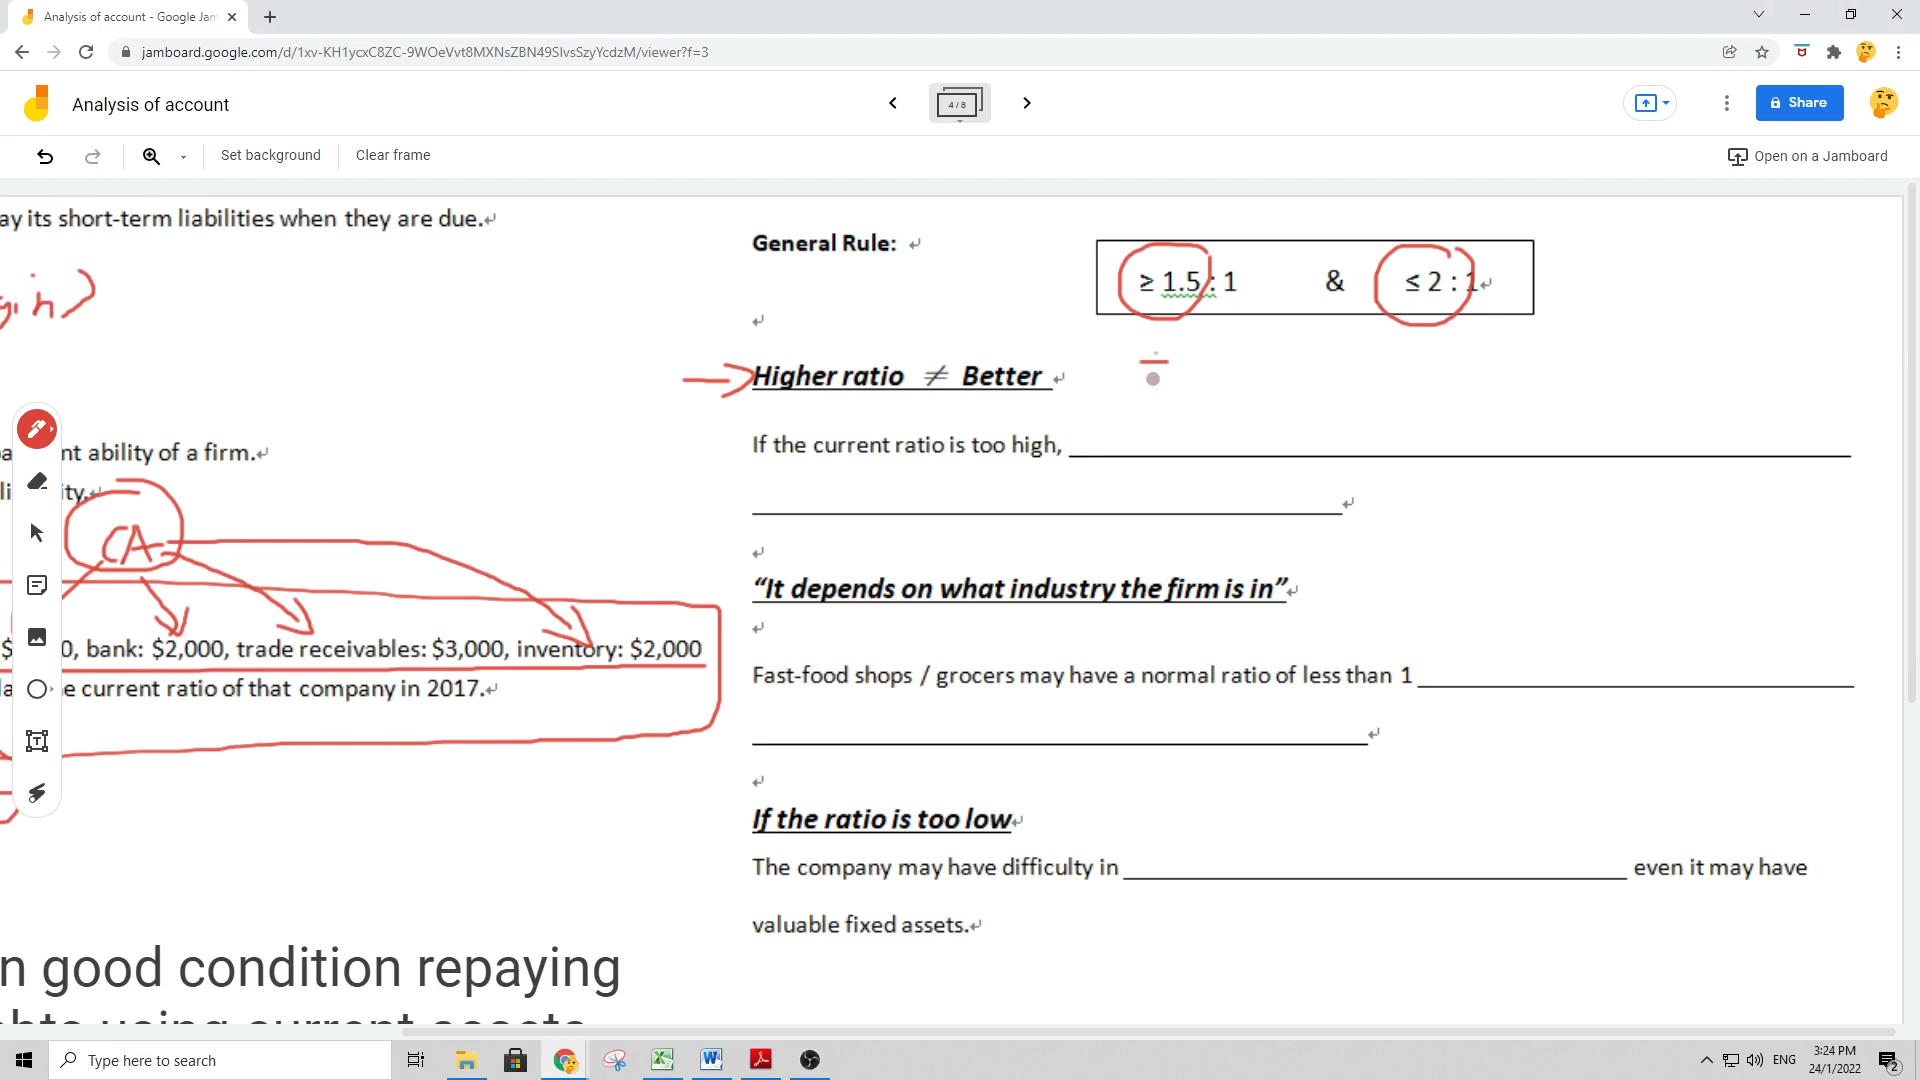 Analysis of account - Google Jam
jamboard.google.com/d/1xv-KH1ycxC8ZC-9WOeVvt8MXNsZBN49SlvsSzyYcdzM/viewer?f=3
Analysis of account
4 / 8
Share
Set background
Clear frame
Open on a Jamboard
ay its short-term liabilities when they are due.
nt ability of a firm.
ty.
CA
0, bank: $2,000, trade receivables: $3,000, inventory: $2,000
e current ratio of that company in 2017.
n good condition repaying
General Rule:
≥ 1.5 : 1 & ≤ 2 : 1
Higher ratio ≠ Better
If the current ratio is too high,
“It depends on what industry the firm is in”
Fast-food shops / grocers may have a normal ratio of less than 1
If the ratio is too low
The company may have difficulty in even it may have
valuable fixed assets.
Type here to search
ENG
3:24 PM
24/1/2022
2